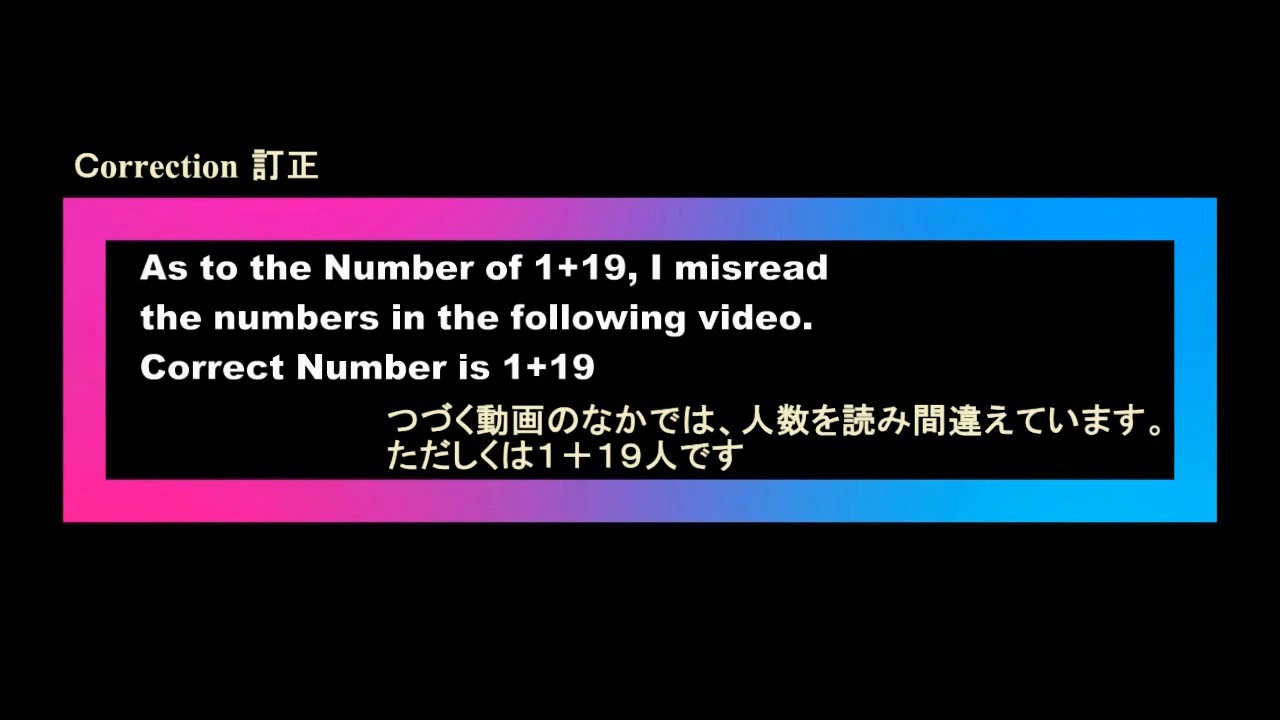 Correction 訂正
As to the Number of 1+19, I misread
the numbers in the following video.
Correct Number is 1+19
つづく動画のなかでは、人数を読み間違えています。
ただしくは1＋19人です